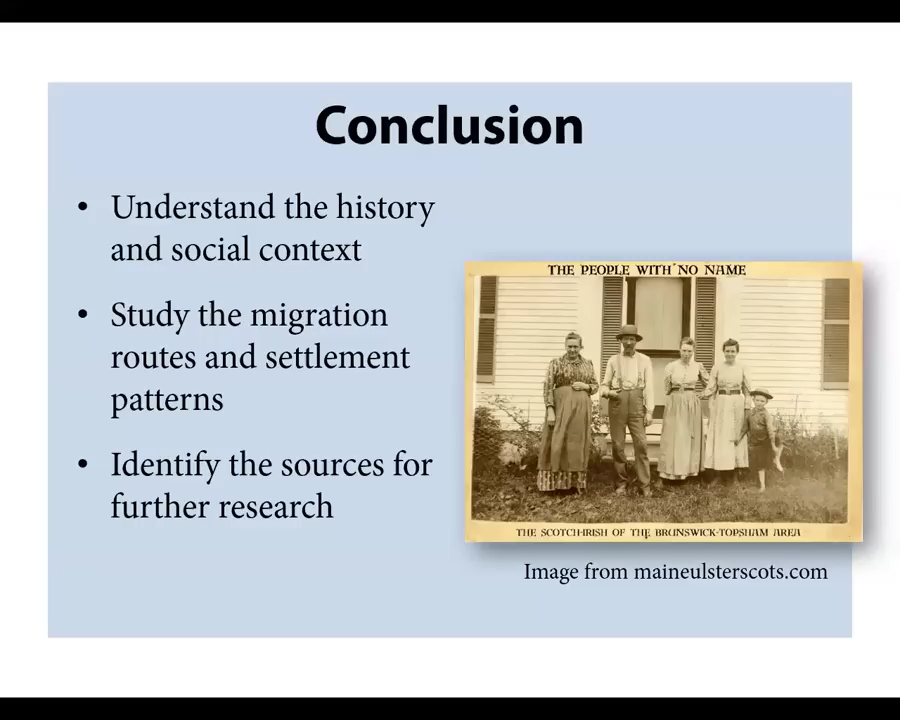 Conclusion
• Understand the history
and social context
• Study the migration
routes and settlement
patterns
• Identify the sources for
further research
THE PEOPLE WITH NO NAME
THE SCOTCH-IRISH OF THE BRUNSWICK-TOPSHAM AREA
Image from maineulsterscots.com